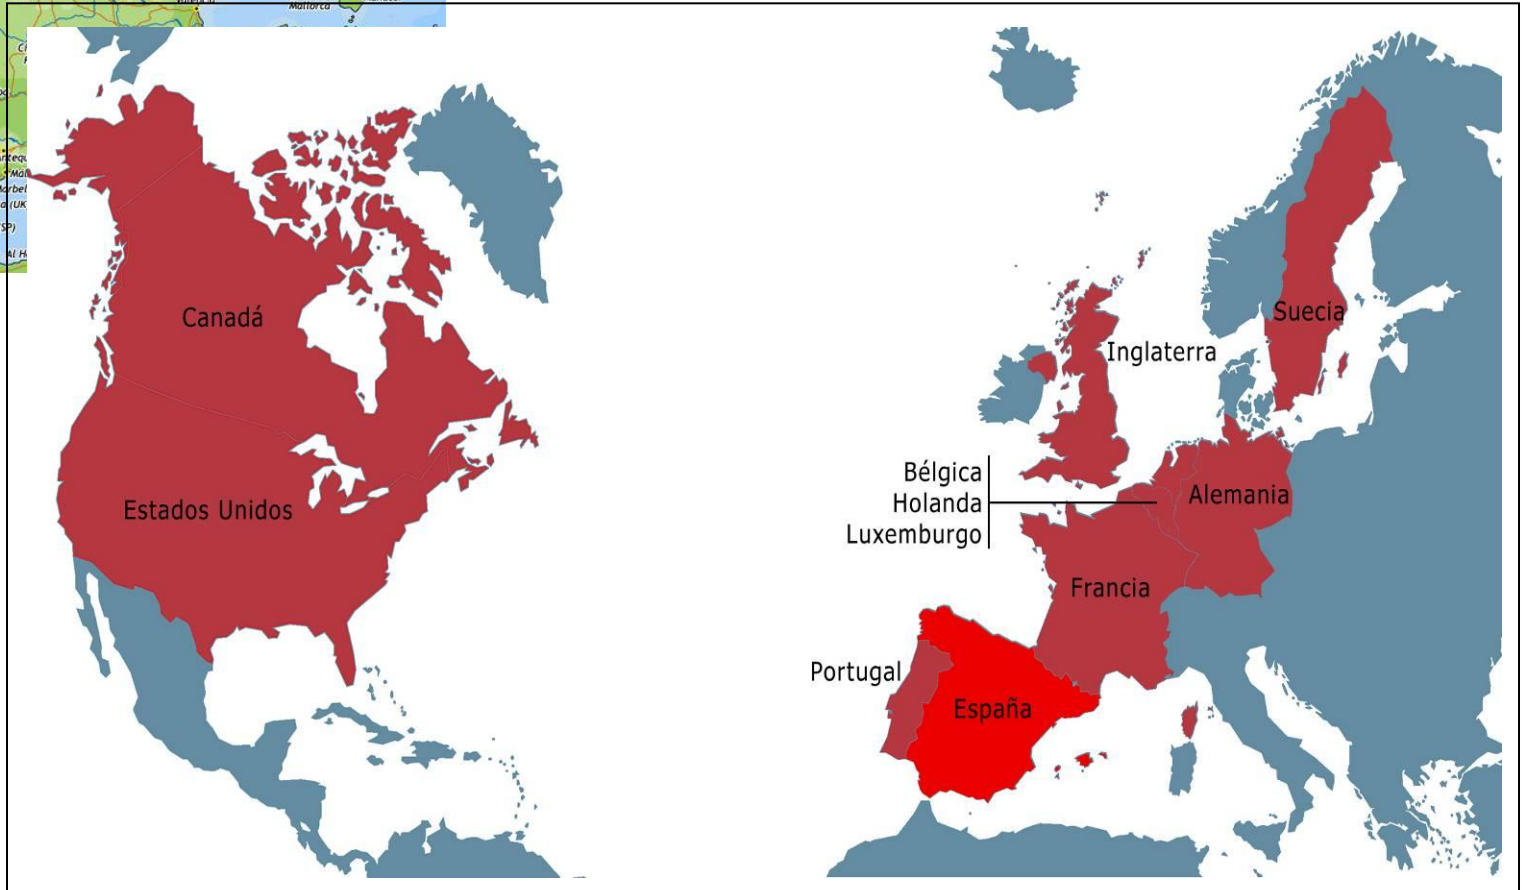 Mallorca
Canadá
Estados Unidos
Suecia
Inglaterra
Bélgica
Holanda
Luxemburgo
Alemania
Francia
Portugal
España